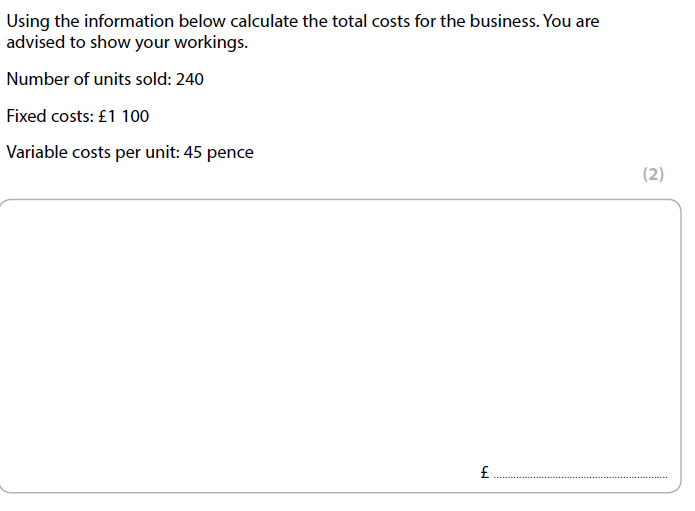 Using the information below calculate the total costs for the business. You are
advised to show your workings.
Number of units sold: 240
Fixed costs: £1 100
Variable costs per unit: 45 pence
(2)
£ ..........................................................